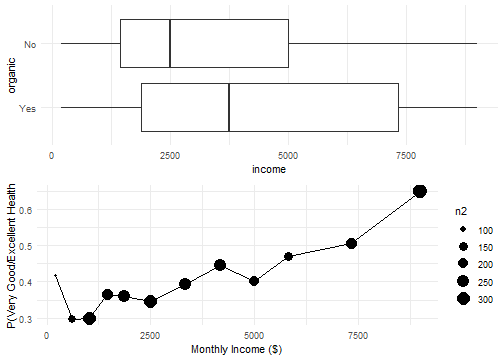 No
Yes
organic
0 2500 5000 7500
income
P(Very Good/Excellent Health
0.6
0.5
0.4
0.3
0 2500 5000 7500
Monthly Income ($)
n2
100
150
200
250
300